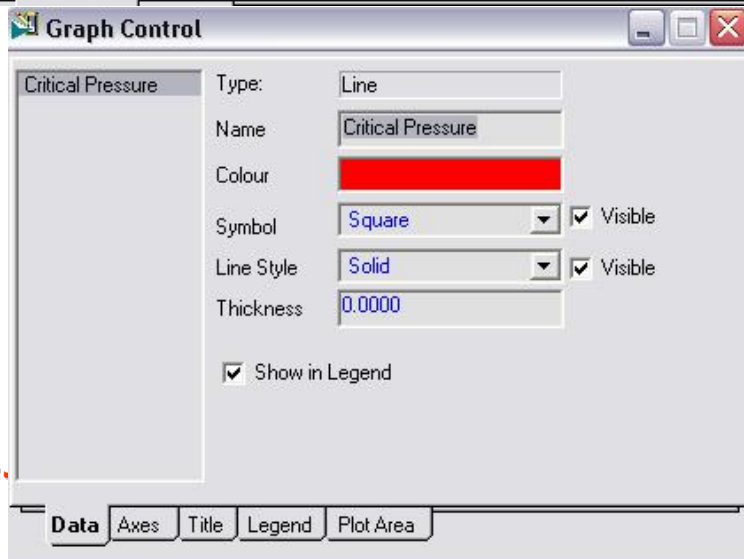 Graph Control
Critical Pressure
Type: Line
Name Critical Pressure
Colour
Symbol Square Visible
Line Style Solid Visible
Thickness 0.0000
Show in Legend
Data Axes Title Legend Plot Area